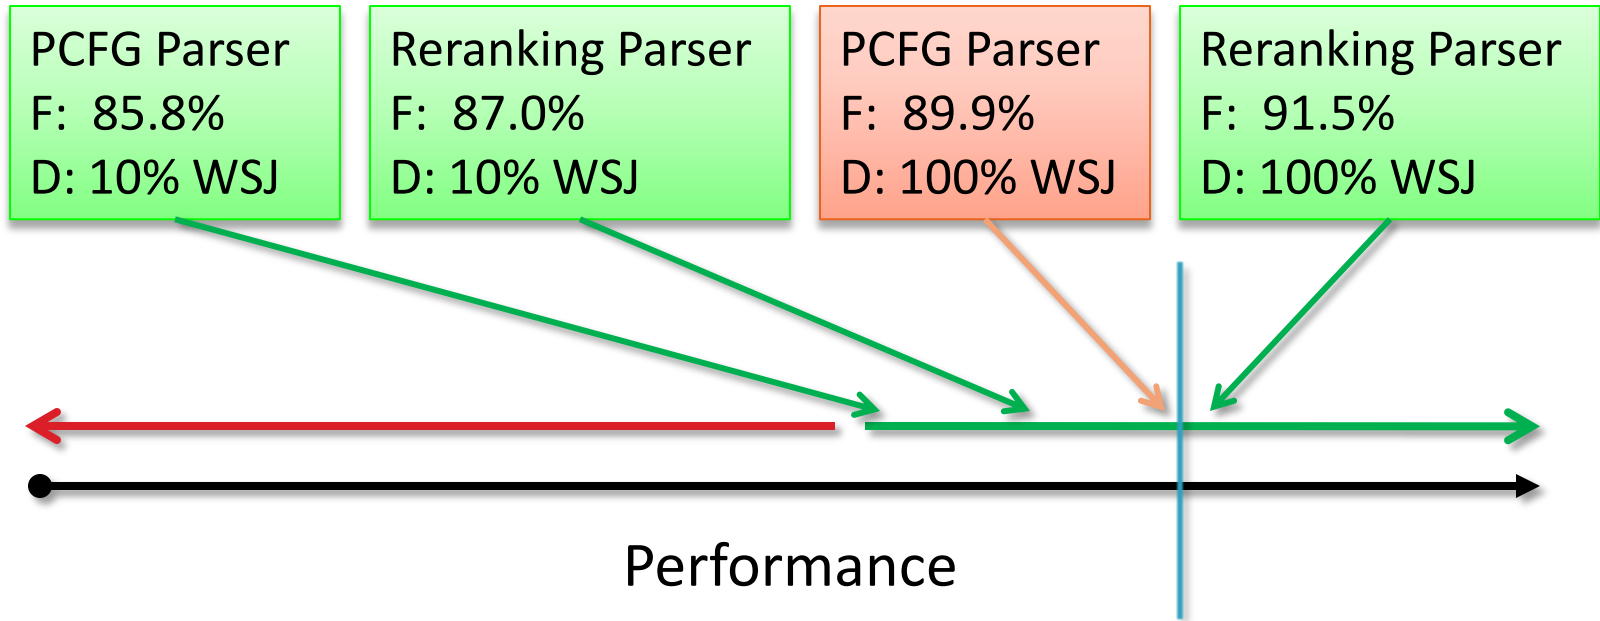 PCFG Parser
F: 85.8%
D: 10% WSJ
Reranking Parser
F: 87.0%
D: 10% WSJ
PCFG Parser
F: 89.9%
D: 100% WSJ
Reranking Parser
F: 91.5%
D: 100% WSJ
Performance